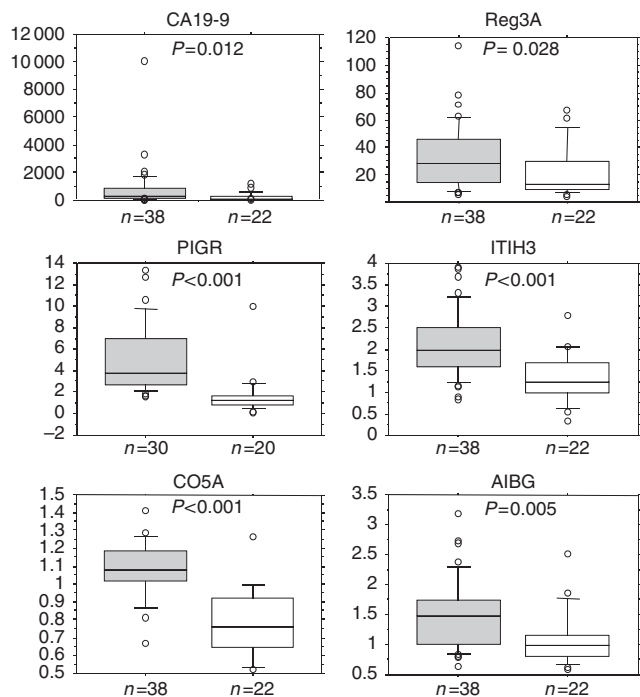 CA19-9
P=0.012
12 000
10 000
8000
6000
4000
2000
0
n=38 n=22
Reg3A
P= 0.028
120
100
80
60
40
20
n=38 n=22
PIGR
P<0.001
14
12
10
8
6
4
2
0
–2
n=30 n=20
ITIH3
P<0.001
4
3.5
3
2.5
2
1.5
1
0.5
0
n=38 n=22
CO5A
P<0.001
1.5
1.4
1.3
1.2
1.1
1
0.9
0.8
0.7
0.6
0.5
n=38 n=22
AIBG
P=0.005
3.5
3
2.5
2
1.5
1
0.5
n=38 n=22